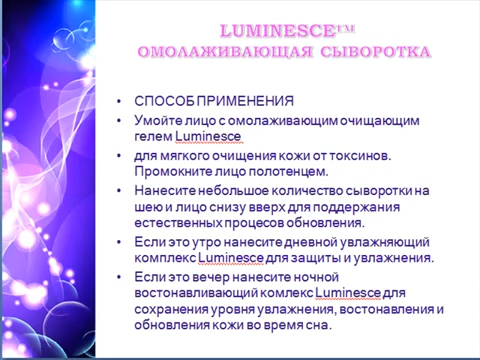 LUMINESCE™
ОМОЛАЖИВАЮЩАЯ СЫВОРОТКА
• СПОСОБ ПРИМЕНЕНИЯ
• Умойте лицо с омолаживающим очищающим
гелем Luminesce
• для мягкого очищения кожи от токсинов.
Промокните лицо полотенцем.
• Нанесите небольшое количество сыворотки на
шею и лицо снизу вверх для поддержания
естественных процесов обновления.
• Если это утро нанесите дневной увлажняющий
комплекс Luminesce для защиты и увлажнения.
• Если это вечер нанесите ночной
востонавливающий комлекс Luminesce для
сохранения уровня увлажнения, востонавления и
обновления кожи во время сна.